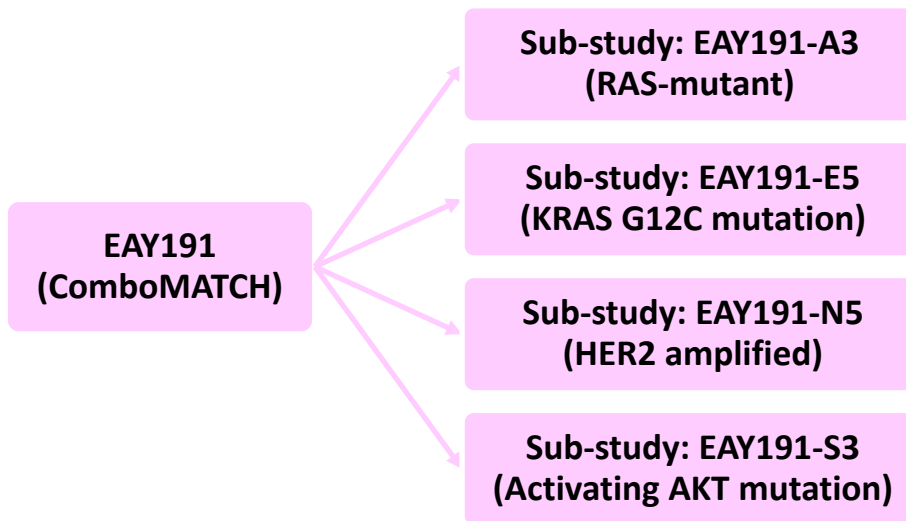 Sub-study: EAY191-A3
(RAS-mutant)
Sub-study: EAY191-E5
(KRAS G12C mutation)
EAY191
(ComboMATCH)
Sub-study: EAY191-N5
(HER2 amplified)
Sub-study: EAY191-S3
(Activating AKT mutation)